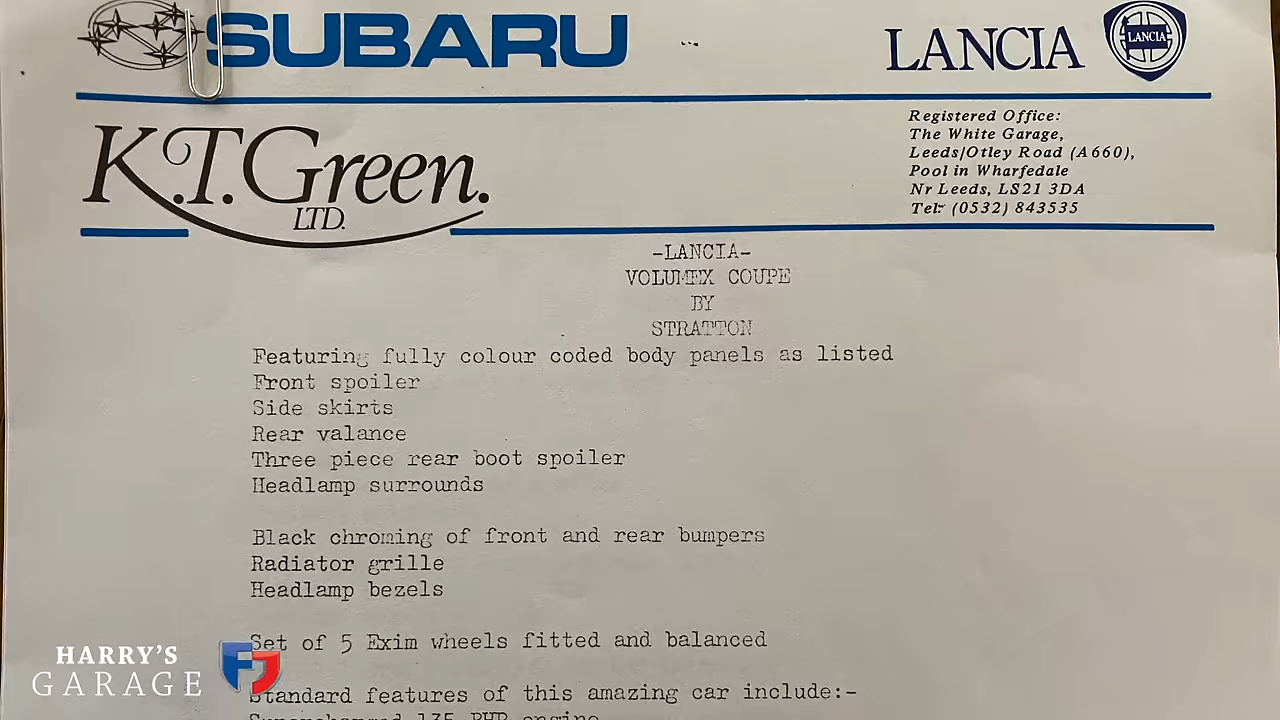 SUBARU
LANCIA
LANCIA
K.T.Green.
LTD.
Registered Office:
The White Garage,
Leeds/Otley Road (A660),
Pool in Wharfedale
Nr Leeds, LS21 3DA
Tel: (0532) 843535
-LANCIA-
VOLUMEX COUPE
BY
STRATTON
Featuring fully colour coded body panels as listed
Front spoiler
Side skirts
Rear valance
Three piece rear boot spoiler
Headlamp surrounds
Black chroming of front and rear bumpers
Radiator grille
Headlamp bezels
Set of 5 Exim wheels fitted and balanced
Standard features of this amazing car include:-
Supercharged 135 BHP engine
HARRY'S
GARAGE